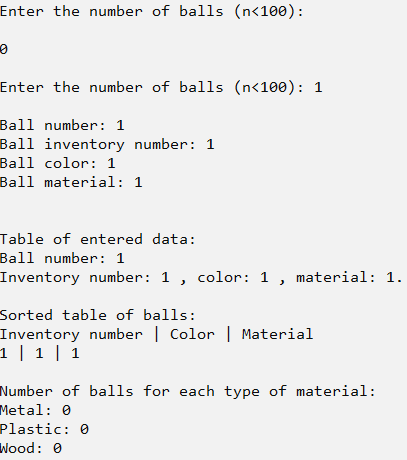 Enter the number of balls (n<100):
0
Enter the number of balls (n<100): 1
Ball number: 1
Ball inventory number: 1
Ball color: 1
Ball material: 1
Table of entered data:
Ball number: 1
Inventory number: 1 , color: 1 , material: 1.
Sorted table of balls:
Inventory number | Color | Material
1 | 1 | 1
Number of balls for each type of material:
Metal: 0
Plastic: 0
Wood: 0